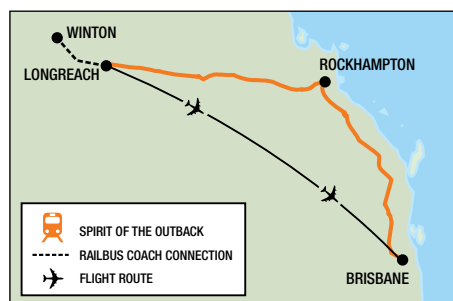 WINTON
LONGREACH
ROCKHAMPTON
SPIRIT OF THE OUTBACK
RAILBUS COACH CONNECTION
FLIGHT ROUTE
BRISBANE